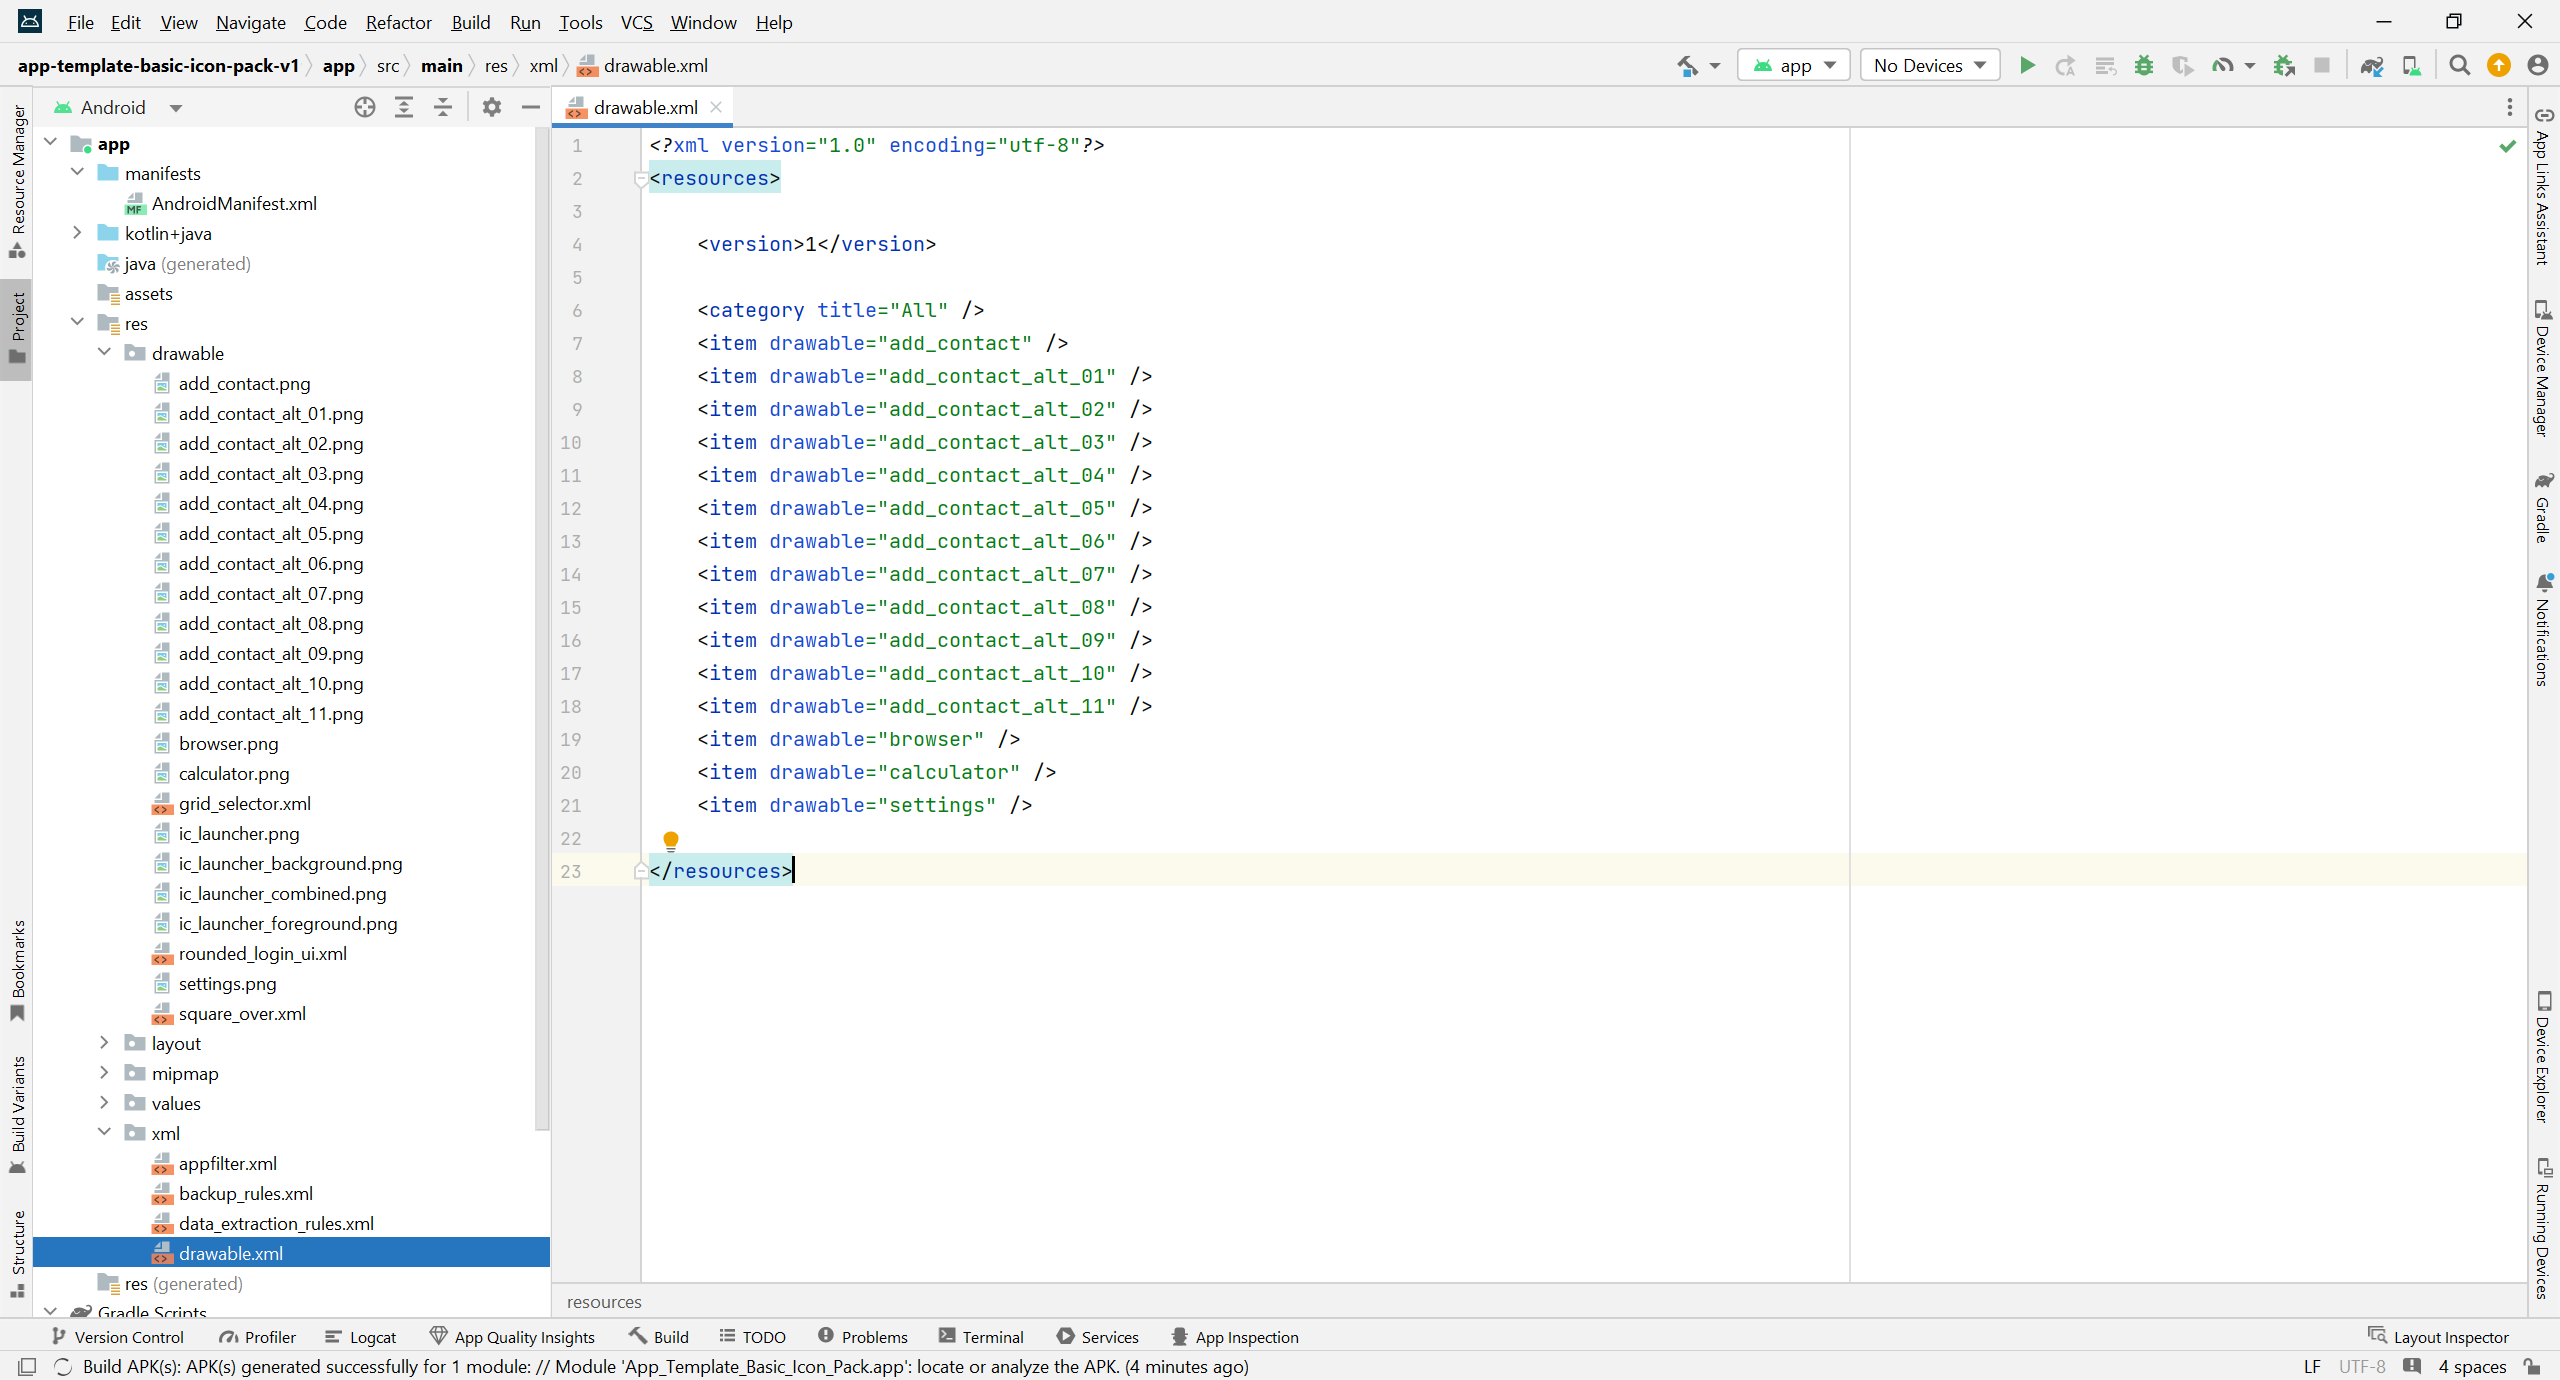 File Edit View Navigate Code Refactor Build Run Tools VCS Window Help
app-template-basic-icon-pack-v1 app src main res xml drawable.xml
app No Devices
Android
drawable.xml
Resource Manager
Project
Bookmarks
Build Variants
Structure
app
manifests
AndroidManifest.xml
kotlin+java
java (generated)
assets
res
drawable
add_contact.png
add_contact_alt_01.png
add_contact_alt_02.png
add_contact_alt_03.png
add_contact_alt_04.png
add_contact_alt_05.png
add_contact_alt_06.png
add_contact_alt_07.png
add_contact_alt_08.png
add_contact_alt_09.png
add_contact_alt_10.png
add_contact_alt_11.png
browser.png
calculator.png
grid_selector.xml
ic_launcher.png
ic_launcher_background.png
ic_launcher_combined.png
ic_launcher_foreground.png
rounded_login_ui.xml
settings.png
square_over.xml
layout
mipmap
values
xml
appfilter.xml
backup_rules.xml
data_extraction_rules.xml
drawable.xml
res (generated)
Gradle Scripts
1 <?xml version="1.0" encoding="utf-8"?>
2 <resources>
3
4 <version>1</version>
5
6 <category title="All" />
7 <item drawable="add_contact" />
8 <item drawable="add_contact_alt_01" />
9 <item drawable="add_contact_alt_02" />
10 <item drawable="add_contact_alt_03" />
11 <item drawable="add_contact_alt_04" />
12 <item drawable="add_contact_alt_05" />
13 <item drawable="add_contact_alt_06" />
14 <item drawable="add_contact_alt_07" />
15 <item drawable="add_contact_alt_08" />
16 <item drawable="add_contact_alt_09" />
17 <item drawable="add_contact_alt_10" />
18 <item drawable="add_contact_alt_11" />
19 <item drawable="browser" />
20 <item drawable="calculator" />
21 <item drawable="settings" />
22
23 </resources>
resources
App Links Assistant
Device Manager
Gradle
Notifications
Device Explorer
Running Devices
Version Control Profiler Logcat App Quality Insights Build TODO Problems Terminal Services App Inspection Layout Inspector
Build APK(s): APK(s) generated successfully for 1 module: // Module 'App_Template_Basic_Icon_Pack.app': locate or analyze the APK. (4 minutes ago) LF UTF-8 4 spaces